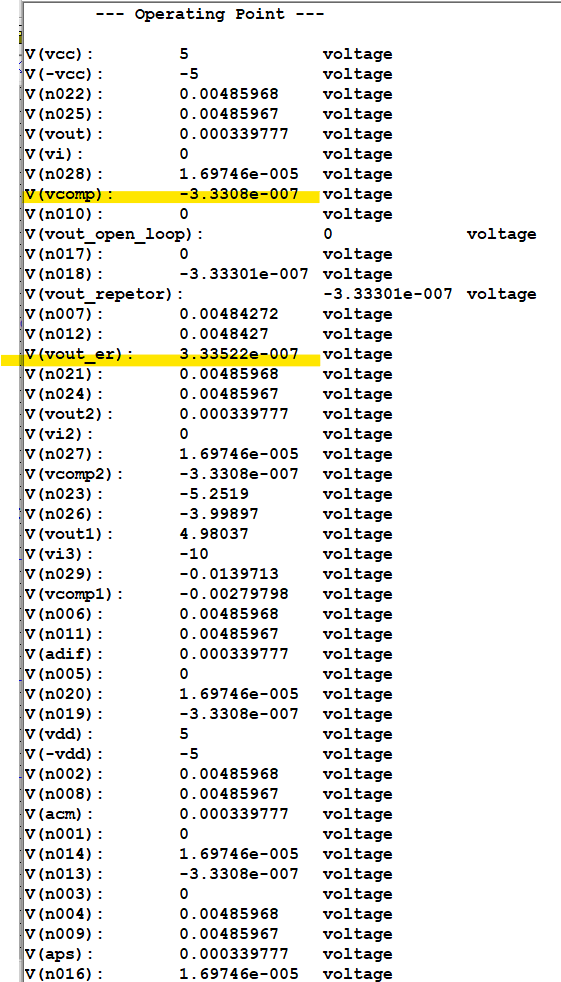 --- Operating Point ---
V(vcc): 5 voltage
V(-vcc): -5 voltage
V(n022): 0.00485968 voltage
V(n025): 0.00485967 voltage
V(vout): 0.000339777 voltage
V(vi): 0 voltage
V(n028): 1.69746e-005 voltage
V(vcomp): -3.3308e-007 voltage
V(n010): 0 voltage
V(vout_open_loop): 0 voltage
V(n017): 0 voltage
V(n018): -3.33301e-007 voltage
V(vout_repetor): -3.33301e-007 voltage
V(n007): 0.00484272 voltage
V(n012): 0.0048427 voltage
V(vout_er): 3.33522e-007 voltage
V(n021): 0.00485968 voltage
V(n024): 0.00485967 voltage
V(vout2): 0.000339777 voltage
V(vi2): 0 voltage
V(n027): 1.69746e-005 voltage
V(vcomp2): -3.3308e-007 voltage
V(n023): -5.2519 voltage
V(n026): -3.99897 voltage
V(vout1): 4.98037 voltage
V(vi3): -10 voltage
V(n029): -0.0139713 voltage
V(vcomp1): -0.00279798 voltage
V(n006): 0.00485968 voltage
V(n011): 0.00485967 voltage
V(adif): 0.000339777 voltage
V(n005): 0 voltage
V(n020): 1.69746e-005 voltage
V(n019): -3.3308e-007 voltage
V(vdd): 5 voltage
V(-vdd): -5 voltage
V(n002): 0.00485968 voltage
V(n008): 0.00485967 voltage
V(acm): 0.000339777 voltage
V(n001): 0 voltage
V(n014): 1.69746e-005 voltage
V(n013): -3.3308e-007 voltage
V(n003): 0 voltage
V(n004): 0.00485968 voltage
V(n009): 0.00485967 voltage
V(aps): 0.000339777 voltage
V(n016): 1.69746e-005 voltage